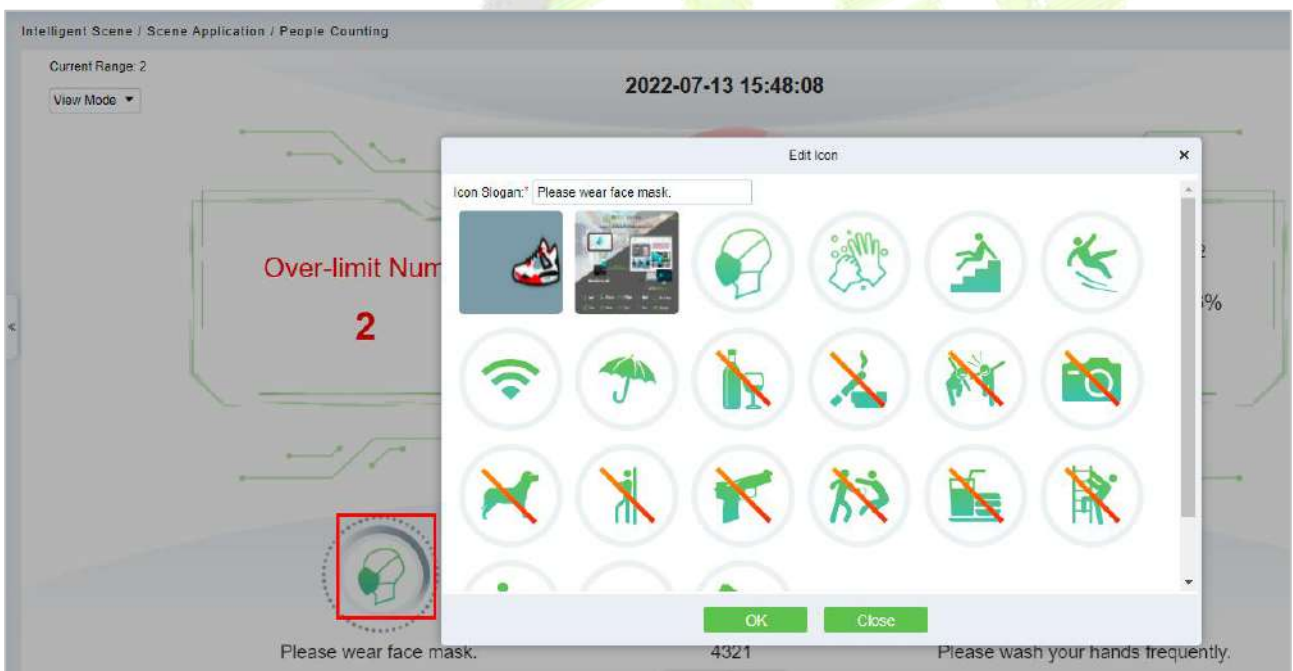 Intelligent Scene / Scene Application / People Counting
Current Range: 2
View Mode
2022-07-13 15:48:08
Edit Icon
Icon Slogan:* Please wear face mask.
Over-limit Num
2
%
OK Close
Please wear face mask.
4321
Please wash your hands frequently.